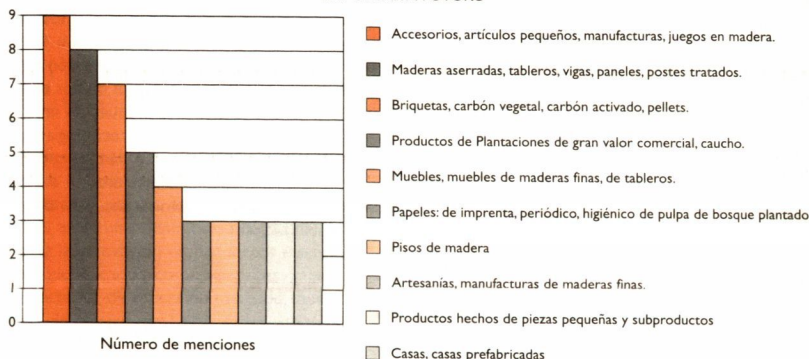 9
8
7
6
5
4
3
2
1
0
Número de menciones
Accesorios, artículos pequeños, manufacturas, juegos en madera.
Maderas aserradas, tableros, vigas, paneles, postes tratados.
Briquetas, carbón vegetal, carbón activado, pellets.
Productos de Plantaciones de gran valor comercial, caucho.
Muebles, muebles de maderas finas, de tableros.
Papeles: de imprenta, periódico, higiénico de pulpa de bosque plantado
Pisos de madera
Artesanías, manufacturas de maderas finas.
Productos hechos de piezas pequeñas y subproductos
Casas, casas prefabricadas